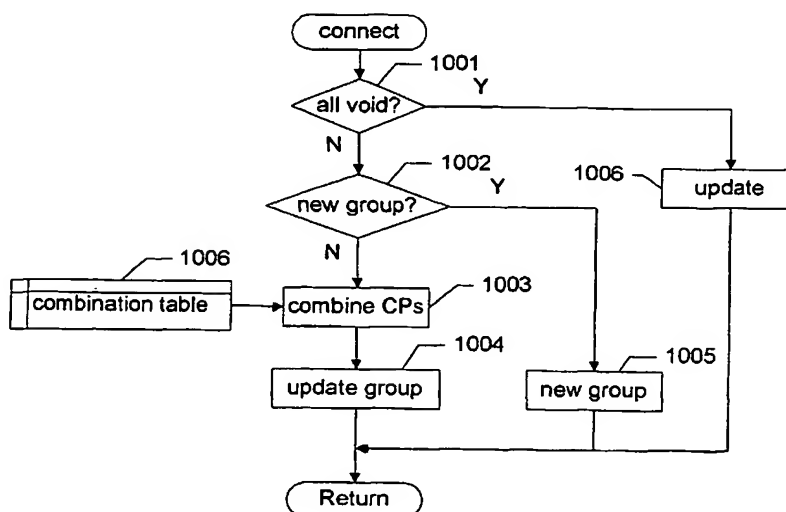 connect
1001
all void?
Y
N
1002
1006
update
new group?
Y
N
1006
combination table
combine CPs
1003
1004
update group
1005
new group
Return